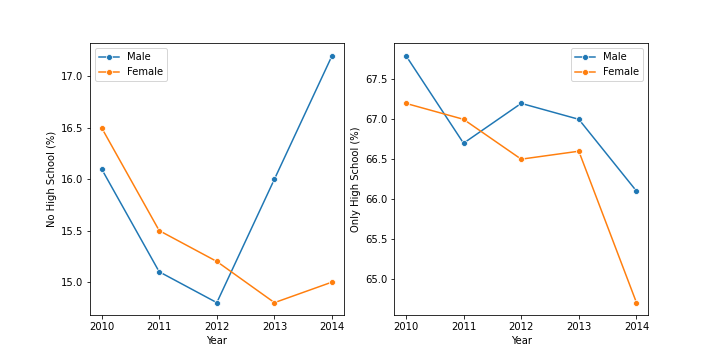 Male
Female
17.0
16.5
16.0
15.5
15.0
No High School (%)
2010 2011 2012 2013 2014
Year
Male
Female
67.5
67.0
66.5
66.0
65.5
65.0
Only High School (%)
2010 2011 2012 2013 2014
Year